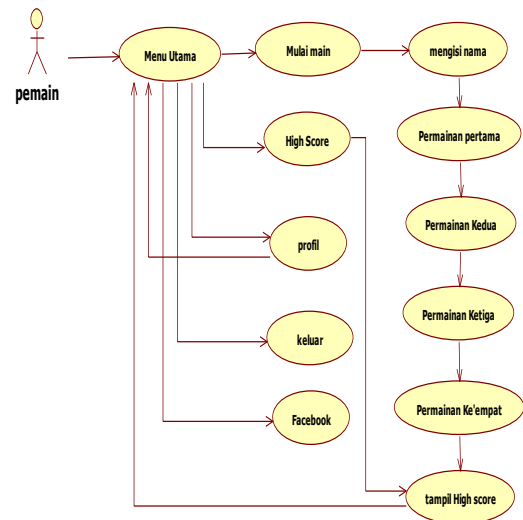 pemain
Menu Utama
Mulai main
mengisi nama
High Score
Permainan pertama
profil
Permainan Kedua
keluar
Permainan Ketiga
Facebook
Permainan Ke'empat
tampil High score